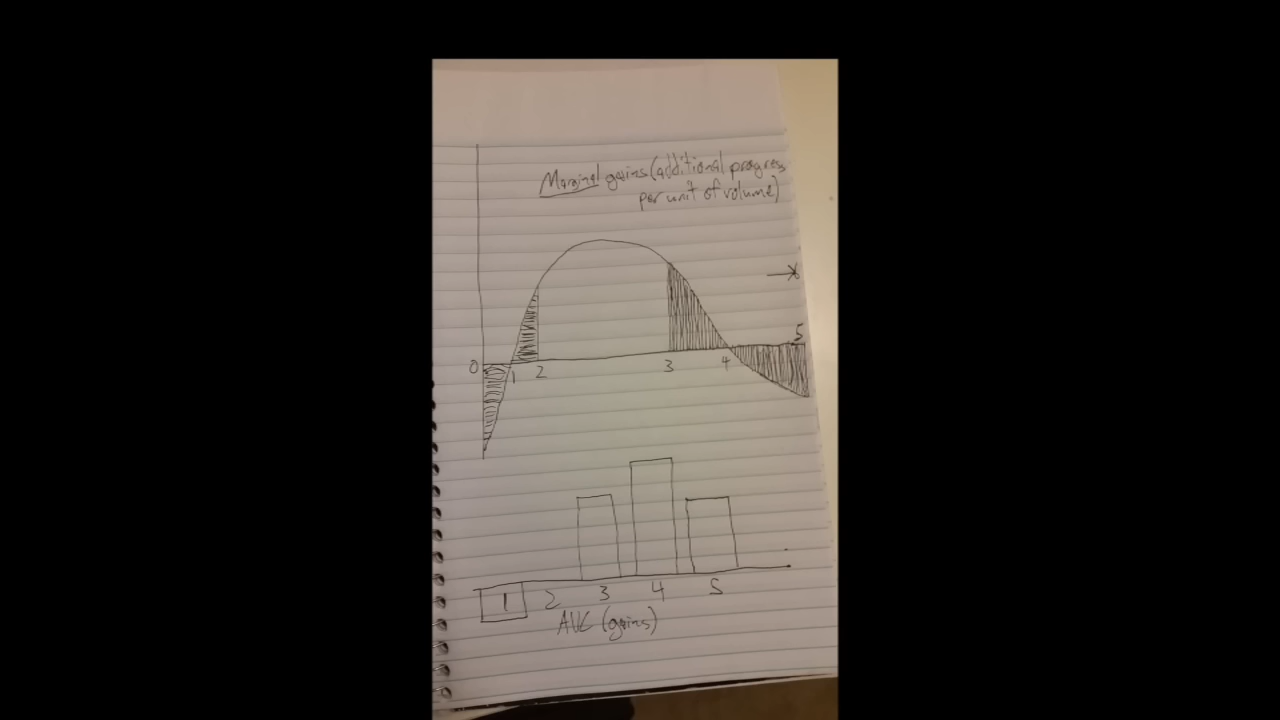 Marginal gains (additional progress
per unit of volume)
5
0 1 2 3 4
1 2 3 4 5
AUC (gains)